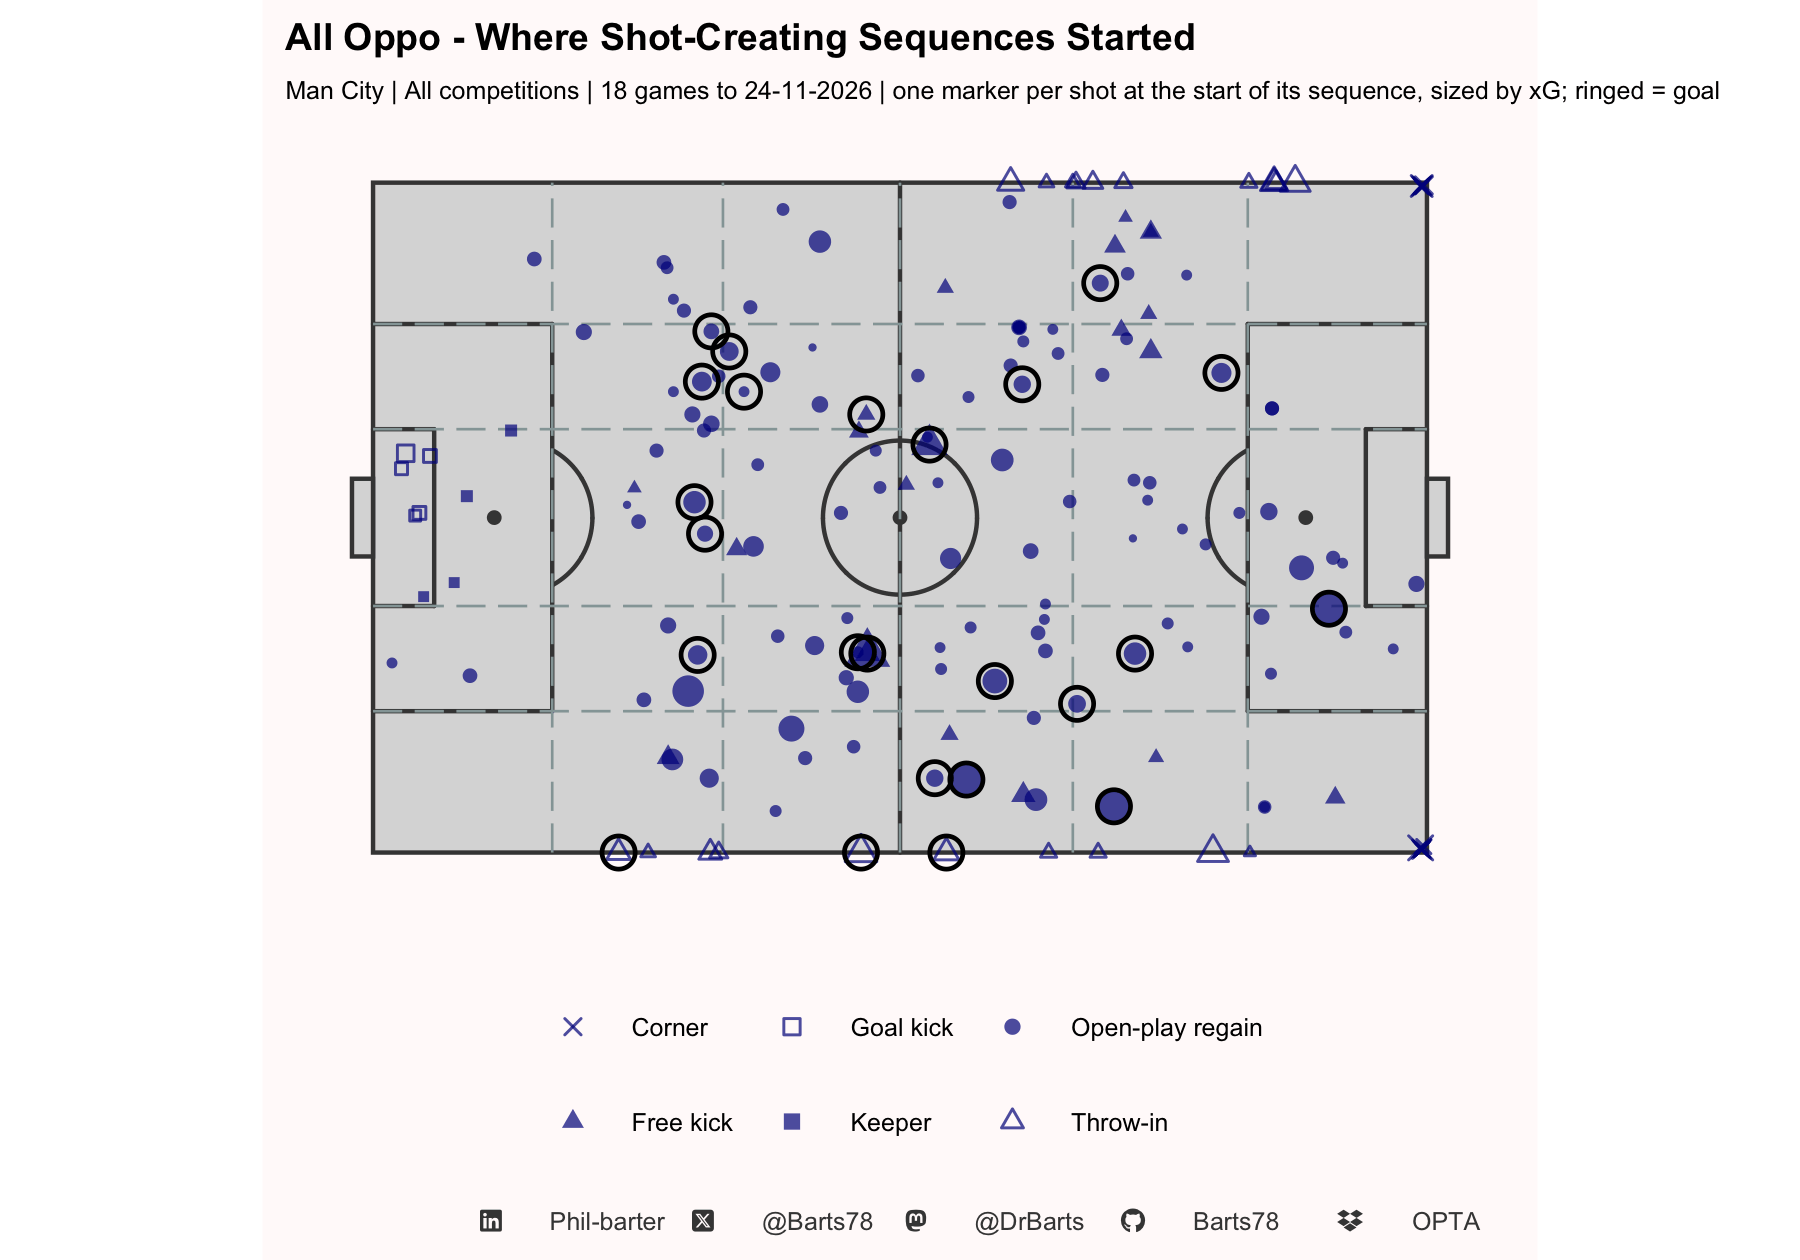 All Oppo - Where Shot-Creating Sequences Started
Man City | All competitions | 18 games to 24-11-2026 | one marker per shot at the start of its sequence, sized by xG; ringed = goal
Corner Goal kick Open-play regain
Free kick Keeper Throw-in
Phil-barter @Barts78 @DrBarts Barts78 OPTA